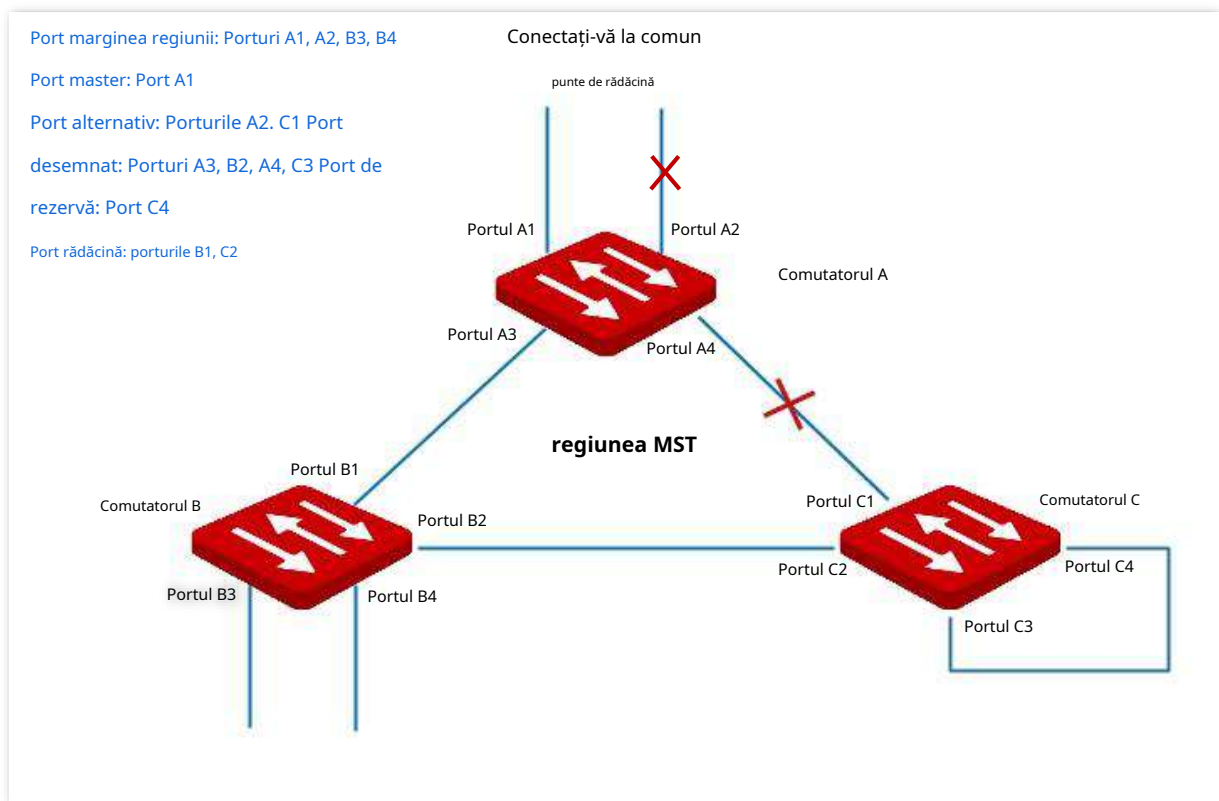 Port marginea regiunii: Porturi A1, A2, B3, B4
Port master: Port A1
Port alternativ: Porturile A2. C1 Port
desemnat: Porturi A3, B2, A4, C3 Port de
rezervă: Port C4
Port rădăcină: porturile B1, C2
Conectați-vă la comun
punte de rădăcină
Portul A1
Portul A2
Comutatorul A
Portul A3
Portul A4
regiunea MST
Portul B1
Comutatorul B
Portul B2
Portul B3
Portul B4
Portul C1
Comutatorul C
Portul C2
Portul C4
Portul C3